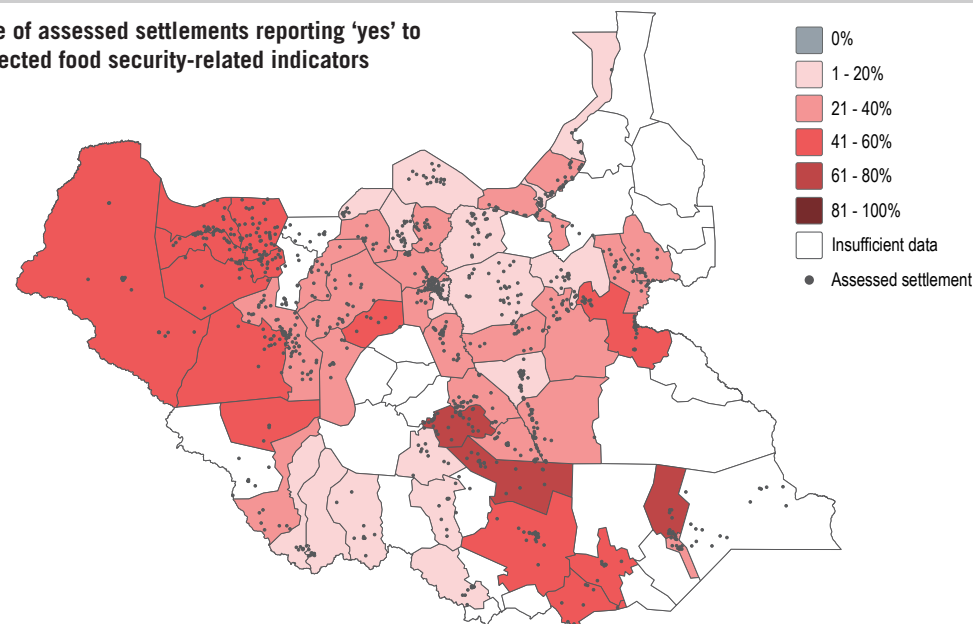 of assessed settlements reporting ‘yes’ to
food security-related indicators
0%
1 - 20%
21 - 40%
41 - 60%
61 - 80%
81 - 100%
Insufficient data
Assessed settlement